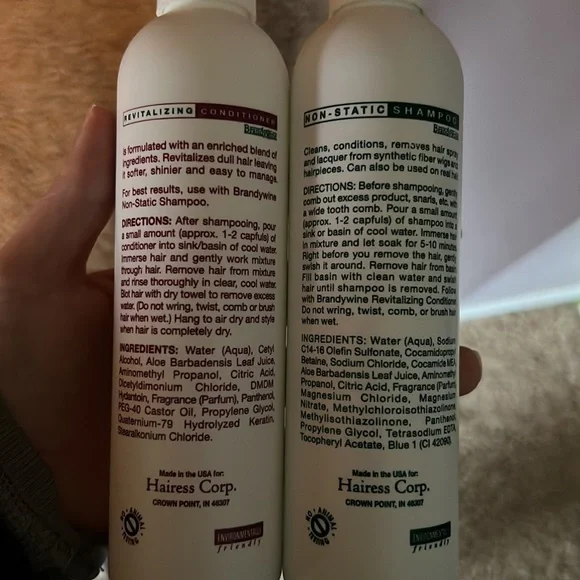 REVITALIZING CONDITIONER
Brandywine
Is formulated with an enriched blend of
ingredients. Revitalizes dull hair leaving
it softer, shinier and easy to manage.
For best results, use with Brandywine
Non-Static Shampoo.
DIRECTIONS: After shampooing, pour
a small amount (approx. 1-2 capfuls) of
conditioner into sink/basin of cool water.
Immerse hair and gently work mixture
through hair. Remove hair from mixture
and rinse thoroughly in clear, cool water.
Blot hair with dry towel to remove excess
water. (Do not wring, twist, comb or brush
hair when wet.) Hang to air dry and style
when hair is completely dry.
INGREDIENTS: Water (Aqua), Cetyl
Alcohol, Aloe Barbadensis Leaf Juice,
Aminomethyl Propanol, Citric Acid,
Dicetyldimonium Chloride, DMDM
Hydantoin, Fragrance (Parfum), Panthenol,
PEG-40 Castor Oil, Propylene Glycol,
Quaternium-79 Hydrolyzed Keratin,
Stearalkonium Chloride.
Made in the USA for:
Hairess Corp.
CROWN POINT, IN 46307
NO ANIMAL TESTING
ENVIRONMENTALLY
friendly
NON-STATIC SHAMPOO
Brandywine
Cleans, conditions, removes hair spray
and lacquer from synthetic fiber wigs and
hairpieces. Can also be used on real hair.
DIRECTIONS: Before shampooing, gently
comb out excess product, snarls, etc. with
a wide tooth comb. Pour a small amount
(approx. 1-2 capfuls) of shampoo into a
sink or basin of cool water. Immerse hair
in mixture and let soak for 5-10 minutes.
Right before you remove the hair, gently
swish it around. Remove hair from basin.
Fill basin with clean water and swish
hair until shampoo is removed. Follow
with Brandywine Revitalizing Conditioner.
Do not wring, twist, comb, or brush hair
when wet.
INGREDIENTS: Water (Aqua), Sodium
C14-16 Olefin Sulfonate, Cocamidopropyl
Betaine, Sodium Chloride, Cocamide MEA,
Aloe Barbadensis Leaf Juice, Aminomethyl
Propanol, Citric Acid, Fragrance (Parfum),
Magnesium Chloride, Magnesium
Nitrate, Methylchloroisothiazolinone,
Methylisothiazolinone, Panthenol,
Propylene Glycol, Tetrasodium EDTA,
Tocopheryl Acetate, Blue 1 (CI 42090).
Made in the USA for:
Hairess Corp.
CROWN POINT, IN 46307
NO ANIMAL TESTING
ENVIRONMENTALLY
friendly